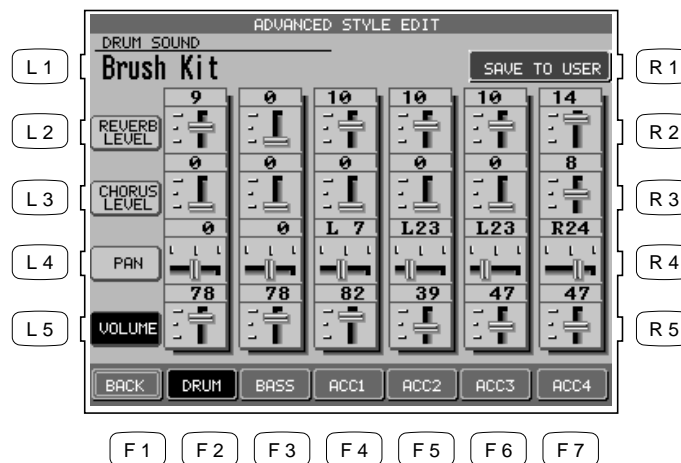 ADVANCED STYLE EDIT
DRUM SOUND
L 1 Brush Kit SAVE TO USER R 1
9 0 10 10 10 14
L 2 REVERB LEVEL R 2
0 0 0 0 0 8
L 3 CHORUS LEVEL R 3
0 0 L 7 L23 L23 R24
L 4 PAN R 4
78 78 82 39 47 47
L 5 VOLUME R 5
BACK DRUM BASS ACC1 ACC2 ACC3 ACC4
F 1 F 2 F 3 F 4 F 5 F 6 F 7